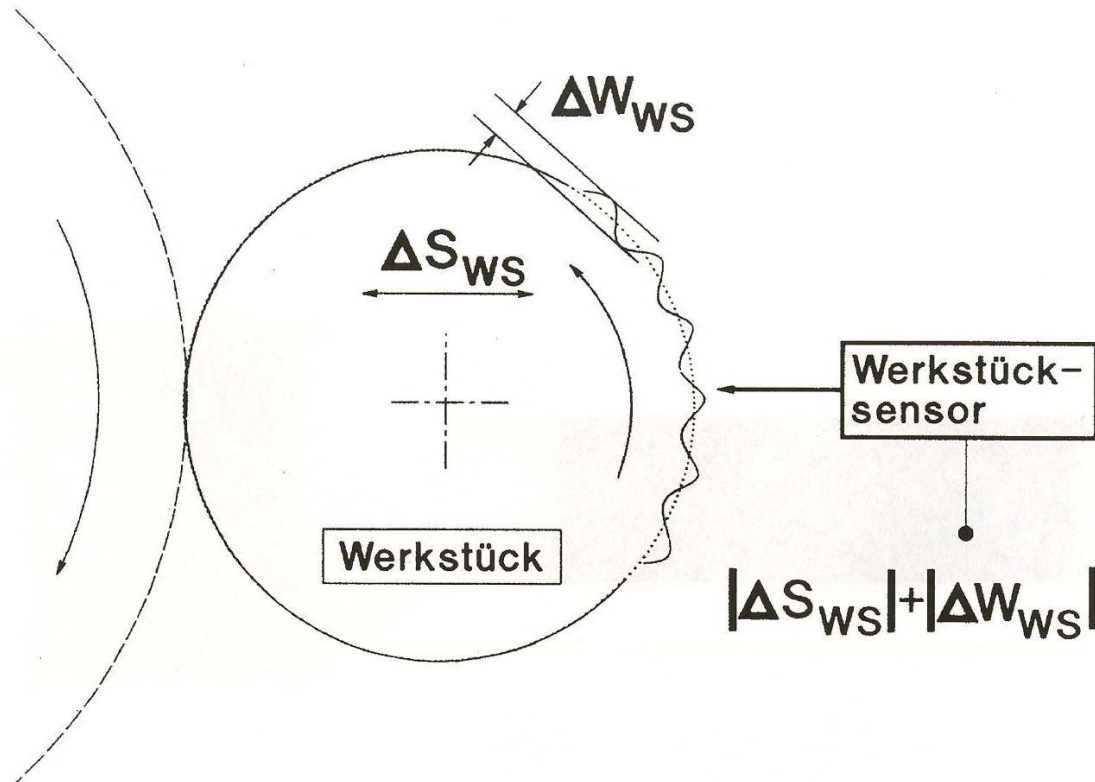 ΔW_WS
ΔS_WS
Werkstück-
sensor
Werkstück
|ΔS_WS|+|ΔW_WS|